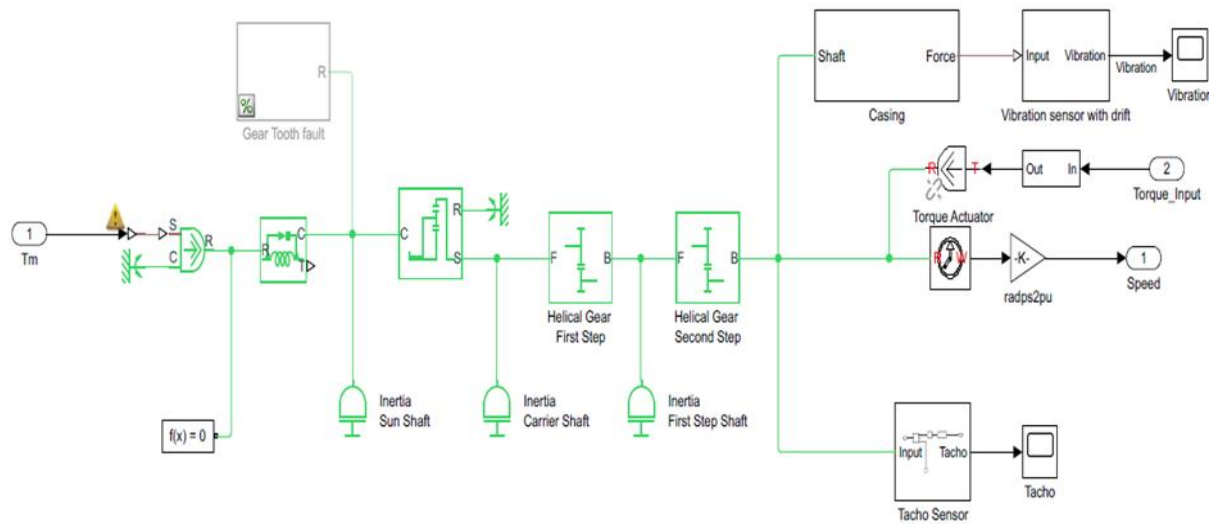 R
Gear Tooth fault
Shaft
Force
Casing
Input
Vibration
Vibration sensor with drift
Vibration
Vibration
1
Tm
S
C
R
R
C
T
C
R
S
F
B
Helical Gear
First Step
F
B
Helical Gear
Second Step
R
T
Torque Actuator
Out
In
2
Torque_Input
R
W
-K-
radps2pu
1
Speed
f(x) = 0
Inertia
Sun Shaft
Inertia
Carrier Shaft
Inertia
First Step Shaft
Input
Tacho
Tacho Sensor
Tacho